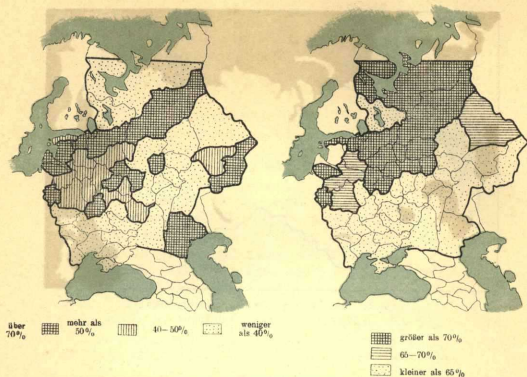 über 70%
mehr als 50%
40—50%
weniger als 40%
größer als 70%
65—70%
kleiner als 65%